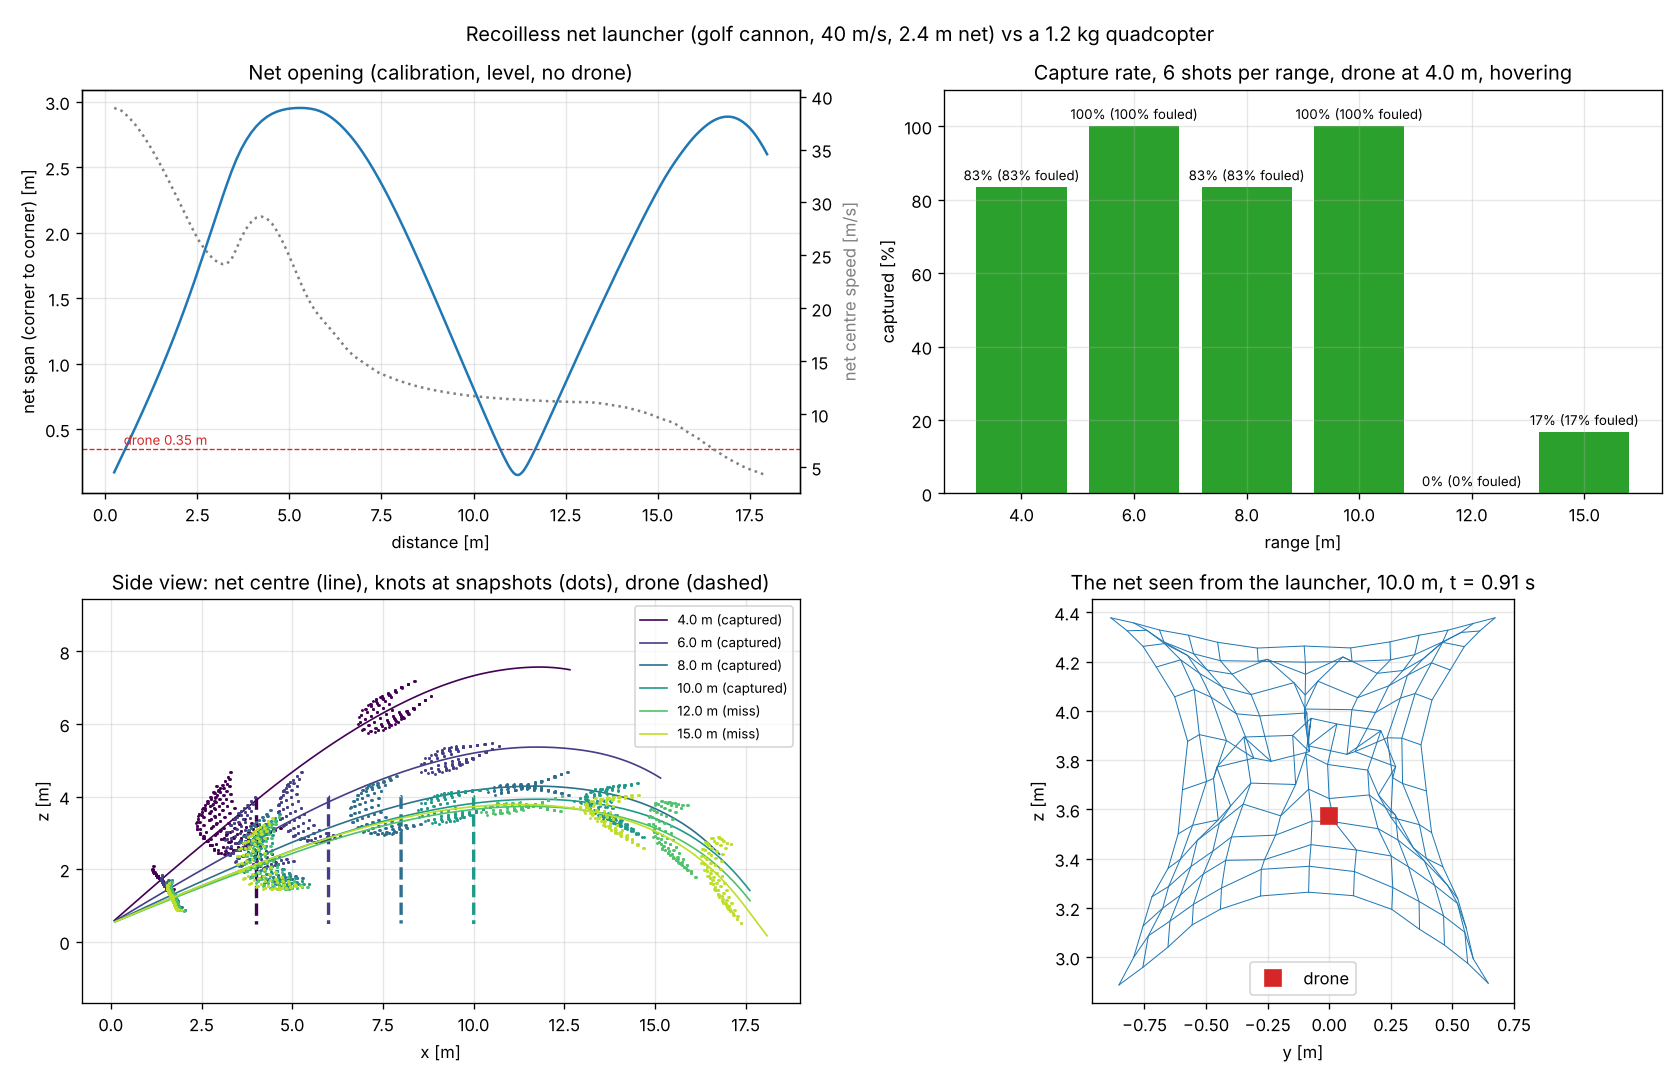 Recoilless net launcher (golf cannon, 40 m/s, 2.4 m net) vs a 1.2 kg quadcopter
Net opening (calibration, level, no drone)
net span (corner to corner) [m]
3.0
2.5
2.0
1.5
1.0
0.5
drone 0.35 m
40
35
30
25
20
15
10
5
net centre speed [m/s]
0.0 2.5 5.0 7.5 10.0 12.5 15.0 17.5
distance [m]
Capture rate, 6 shots per range, drone at 4.0 m, hovering
captured [%]
100
80
60
40
20
0
83% (83% fouled)
100% (100% fouled)
83% (83% fouled)
100% (100% fouled)
0% (0% fouled)
17% (17% fouled)
4.0 6.0 8.0 10.0 12.0 15.0
range [m]
Side view: net centre (line), knots at snapshots (dots), drone (dashed)
z [m]
8
6
4
2
0
4.0 m (captured)
6.0 m (captured)
8.0 m (captured)
10.0 m (captured)
12.0 m (miss)
15.0 m (miss)
0.0 2.5 5.0 7.5 10.0 12.5 15.0 17.5
x [m]
The net seen from the launcher, 10.0 m, t = 0.91 s
z [m]
4.4
4.2
4.0
3.8
3.6
3.4
3.2
3.0
drone
−0.75 −0.50 −0.25 0.00 0.25 0.50 0.75
y [m]